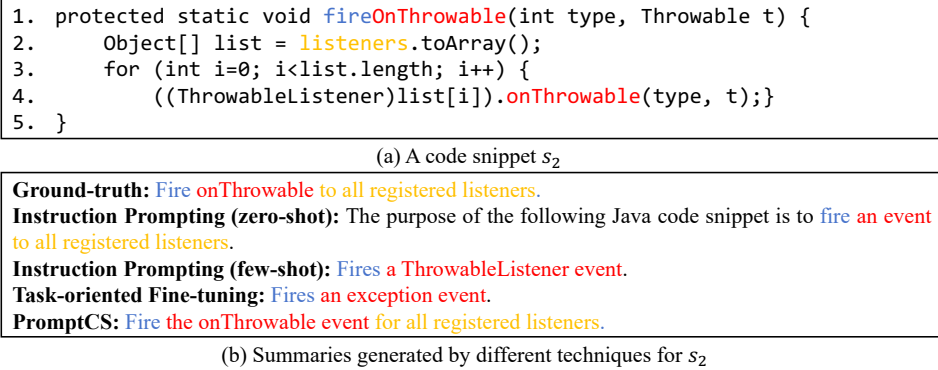 1. protected static void fireOnThrowable(int type, Throwable t) {
2.     Object[] list = listeners.toArray();
3.     for (int i=0; i<list.length; i++) {
4.         ((ThrowableListener)list[i]).onThrowable(type, t);}
5. }
(a) A code snippet s₂
Ground-truth: Fire onThrowable to all registered listeners.
Instruction Prompting (zero-shot): The purpose of the following Java code snippet is to fire an event
to all registered listeners.
Instruction Prompting (few-shot): Fires a ThrowableListener event.
Task-oriented Fine-tuning: Fires an exception event.
PromptCS: Fire the onThrowable event for all registered listeners.
(b) Summaries generated by different techniques for s₂